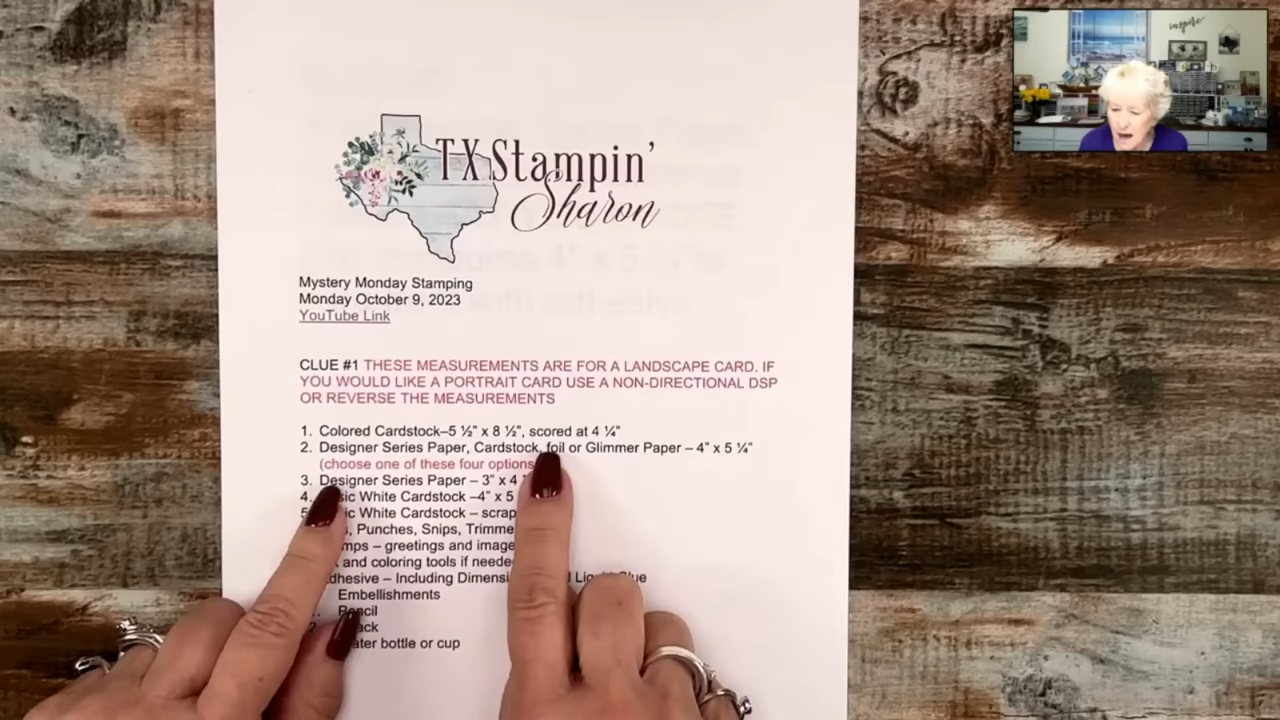 inspire
TX Stampin'
Sharon
Mystery Monday Stamping
Monday October 9, 2023
YouTube Link
CLUE #1 THESE MEASUREMENTS ARE FOR A LANDSCAPE CARD. IF
YOU WOULD LIKE A PORTRAIT CARD USE A NON-DIRECTIONAL DSP
OR REVERSE THE MEASUREMENTS
1. Colored Cardstock–5 ½" x 8 ½", scored at 4 ¼"
2. Designer Series Paper, Cardstock, foil or Glimmer Paper – 4" x 5 ¼"
(choose one of these four options
3. Designer Series Paper – 3" x 4
4. sic White Cardstock –4" x 5
5 ic White Cardstock – scrap
s, Punches, Snips, Trimme
mps – greetings and image
and coloring tools if neede
dhesive – Including Dimensi l Liquid Glue
Embellishments
Pencil
ack
ater bottle or cup